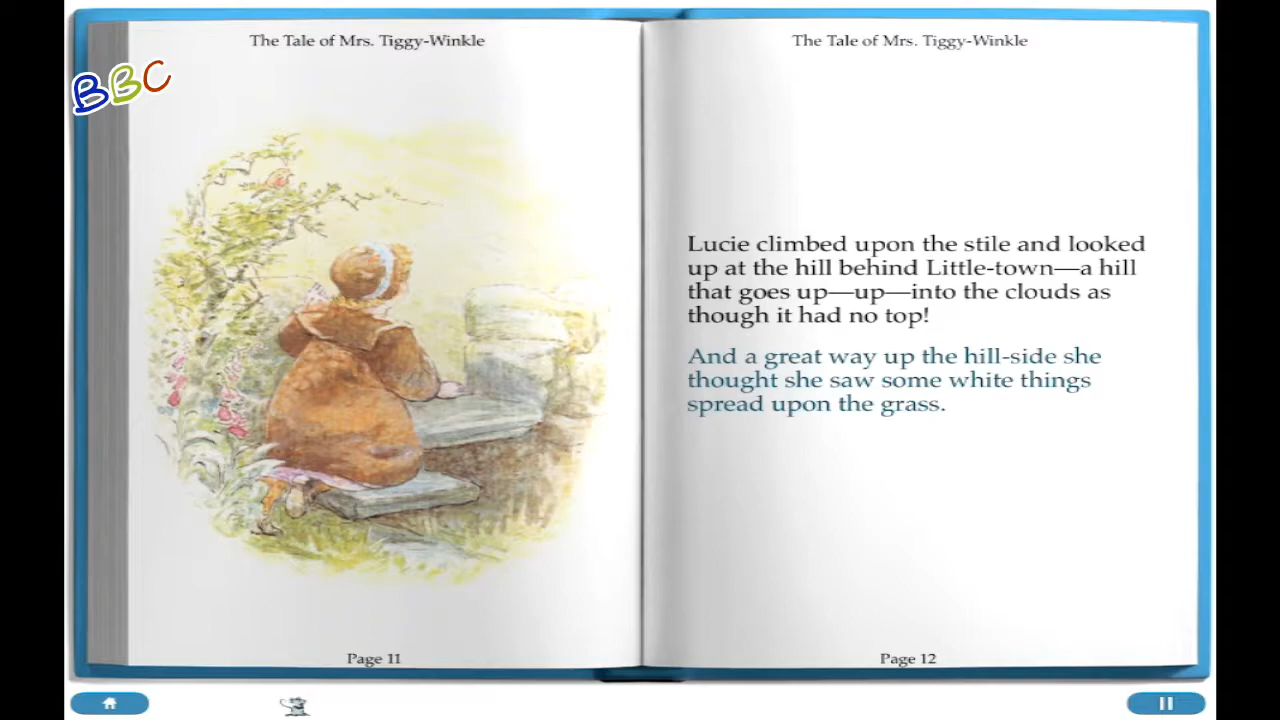 The Tale of Mrs. Tiggy-Winkle
The Tale of Mrs. Tiggy-Winkle
BBC
Lucie climbed upon the stile and looked
up at the hill behind Little-town—a hill
that goes up—up—into the clouds as
though it had no top!
And a great way up the hill-side she
thought she saw some white things
spread upon the grass.
Page 11
Page 12